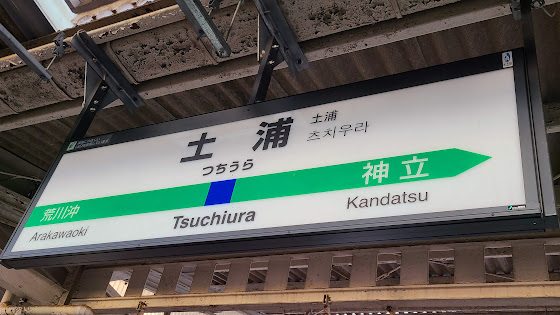 土浦
土浦
츠치우라
つちうら
荒川沖
神立
Arakawaoki
Tsuchiura
Kandatsu